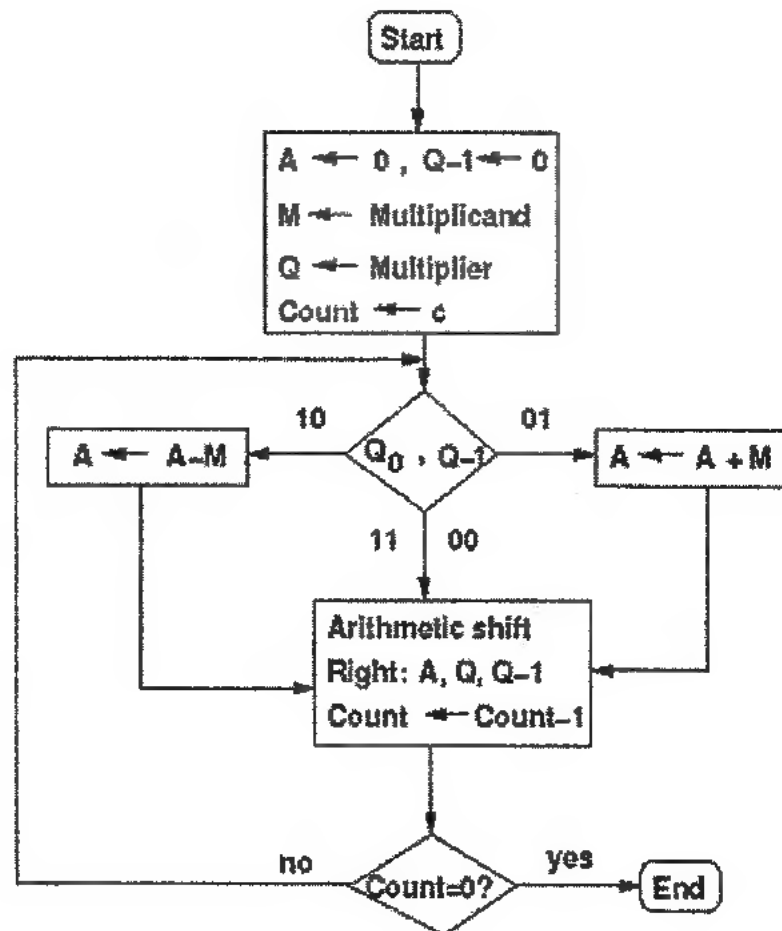 Start
A ← 0 , Q-1 ← 0
M ← Multiplicand
Q ← Multiplier
Count ← c
10
01
A ← A-M
Q0 , Q-1
A ← A + M
11
00
Arithmetic shift
Right: A, Q, Q-1
Count ← Count-1
no
Count=0?
yes
End